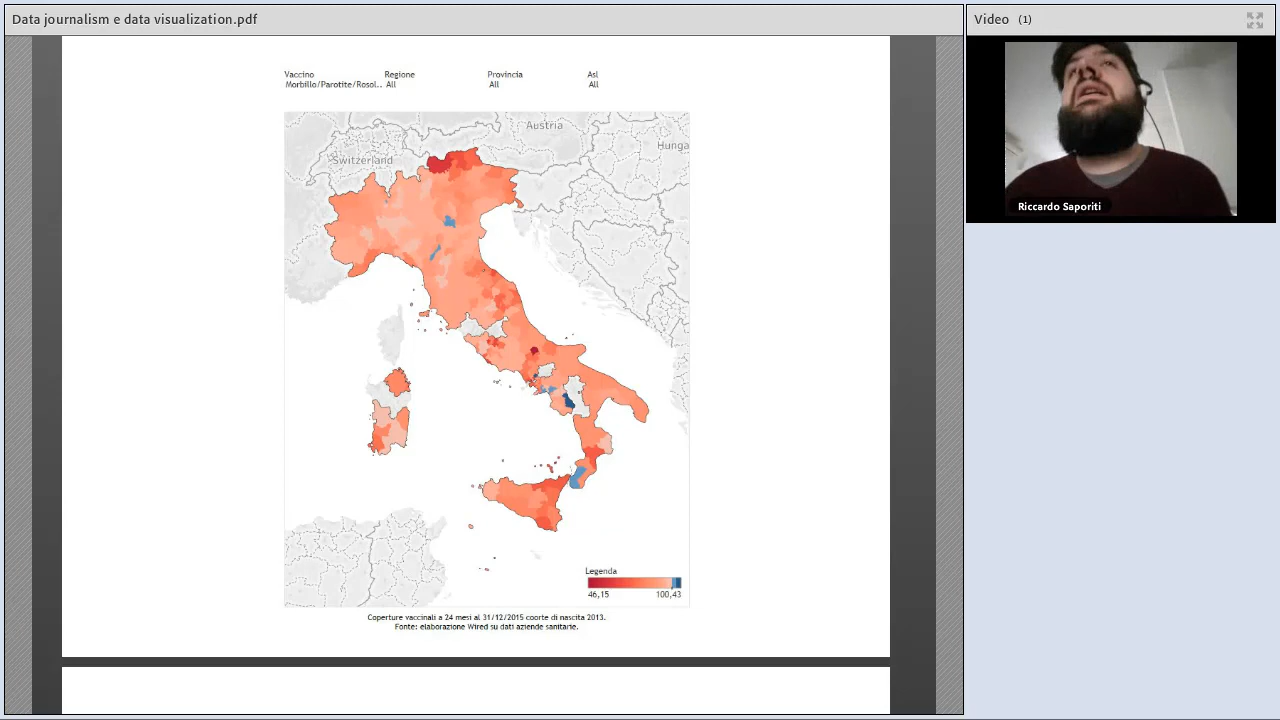 Data journalism e data visualization.pdf
Video (1)
Vaccino Regione Provincia Asl
Morbillo/Parotite/Rosol.. All All All
Austria
Switzerland
Hunga
Riccardo Saporiti
Legenda
46,15 100,43
Coperture vaccinali a 24 mesi al 31/12/2015 coorte di nascita 2013.
Fonte: elaborazione Wired su dati aziende sanitarie.